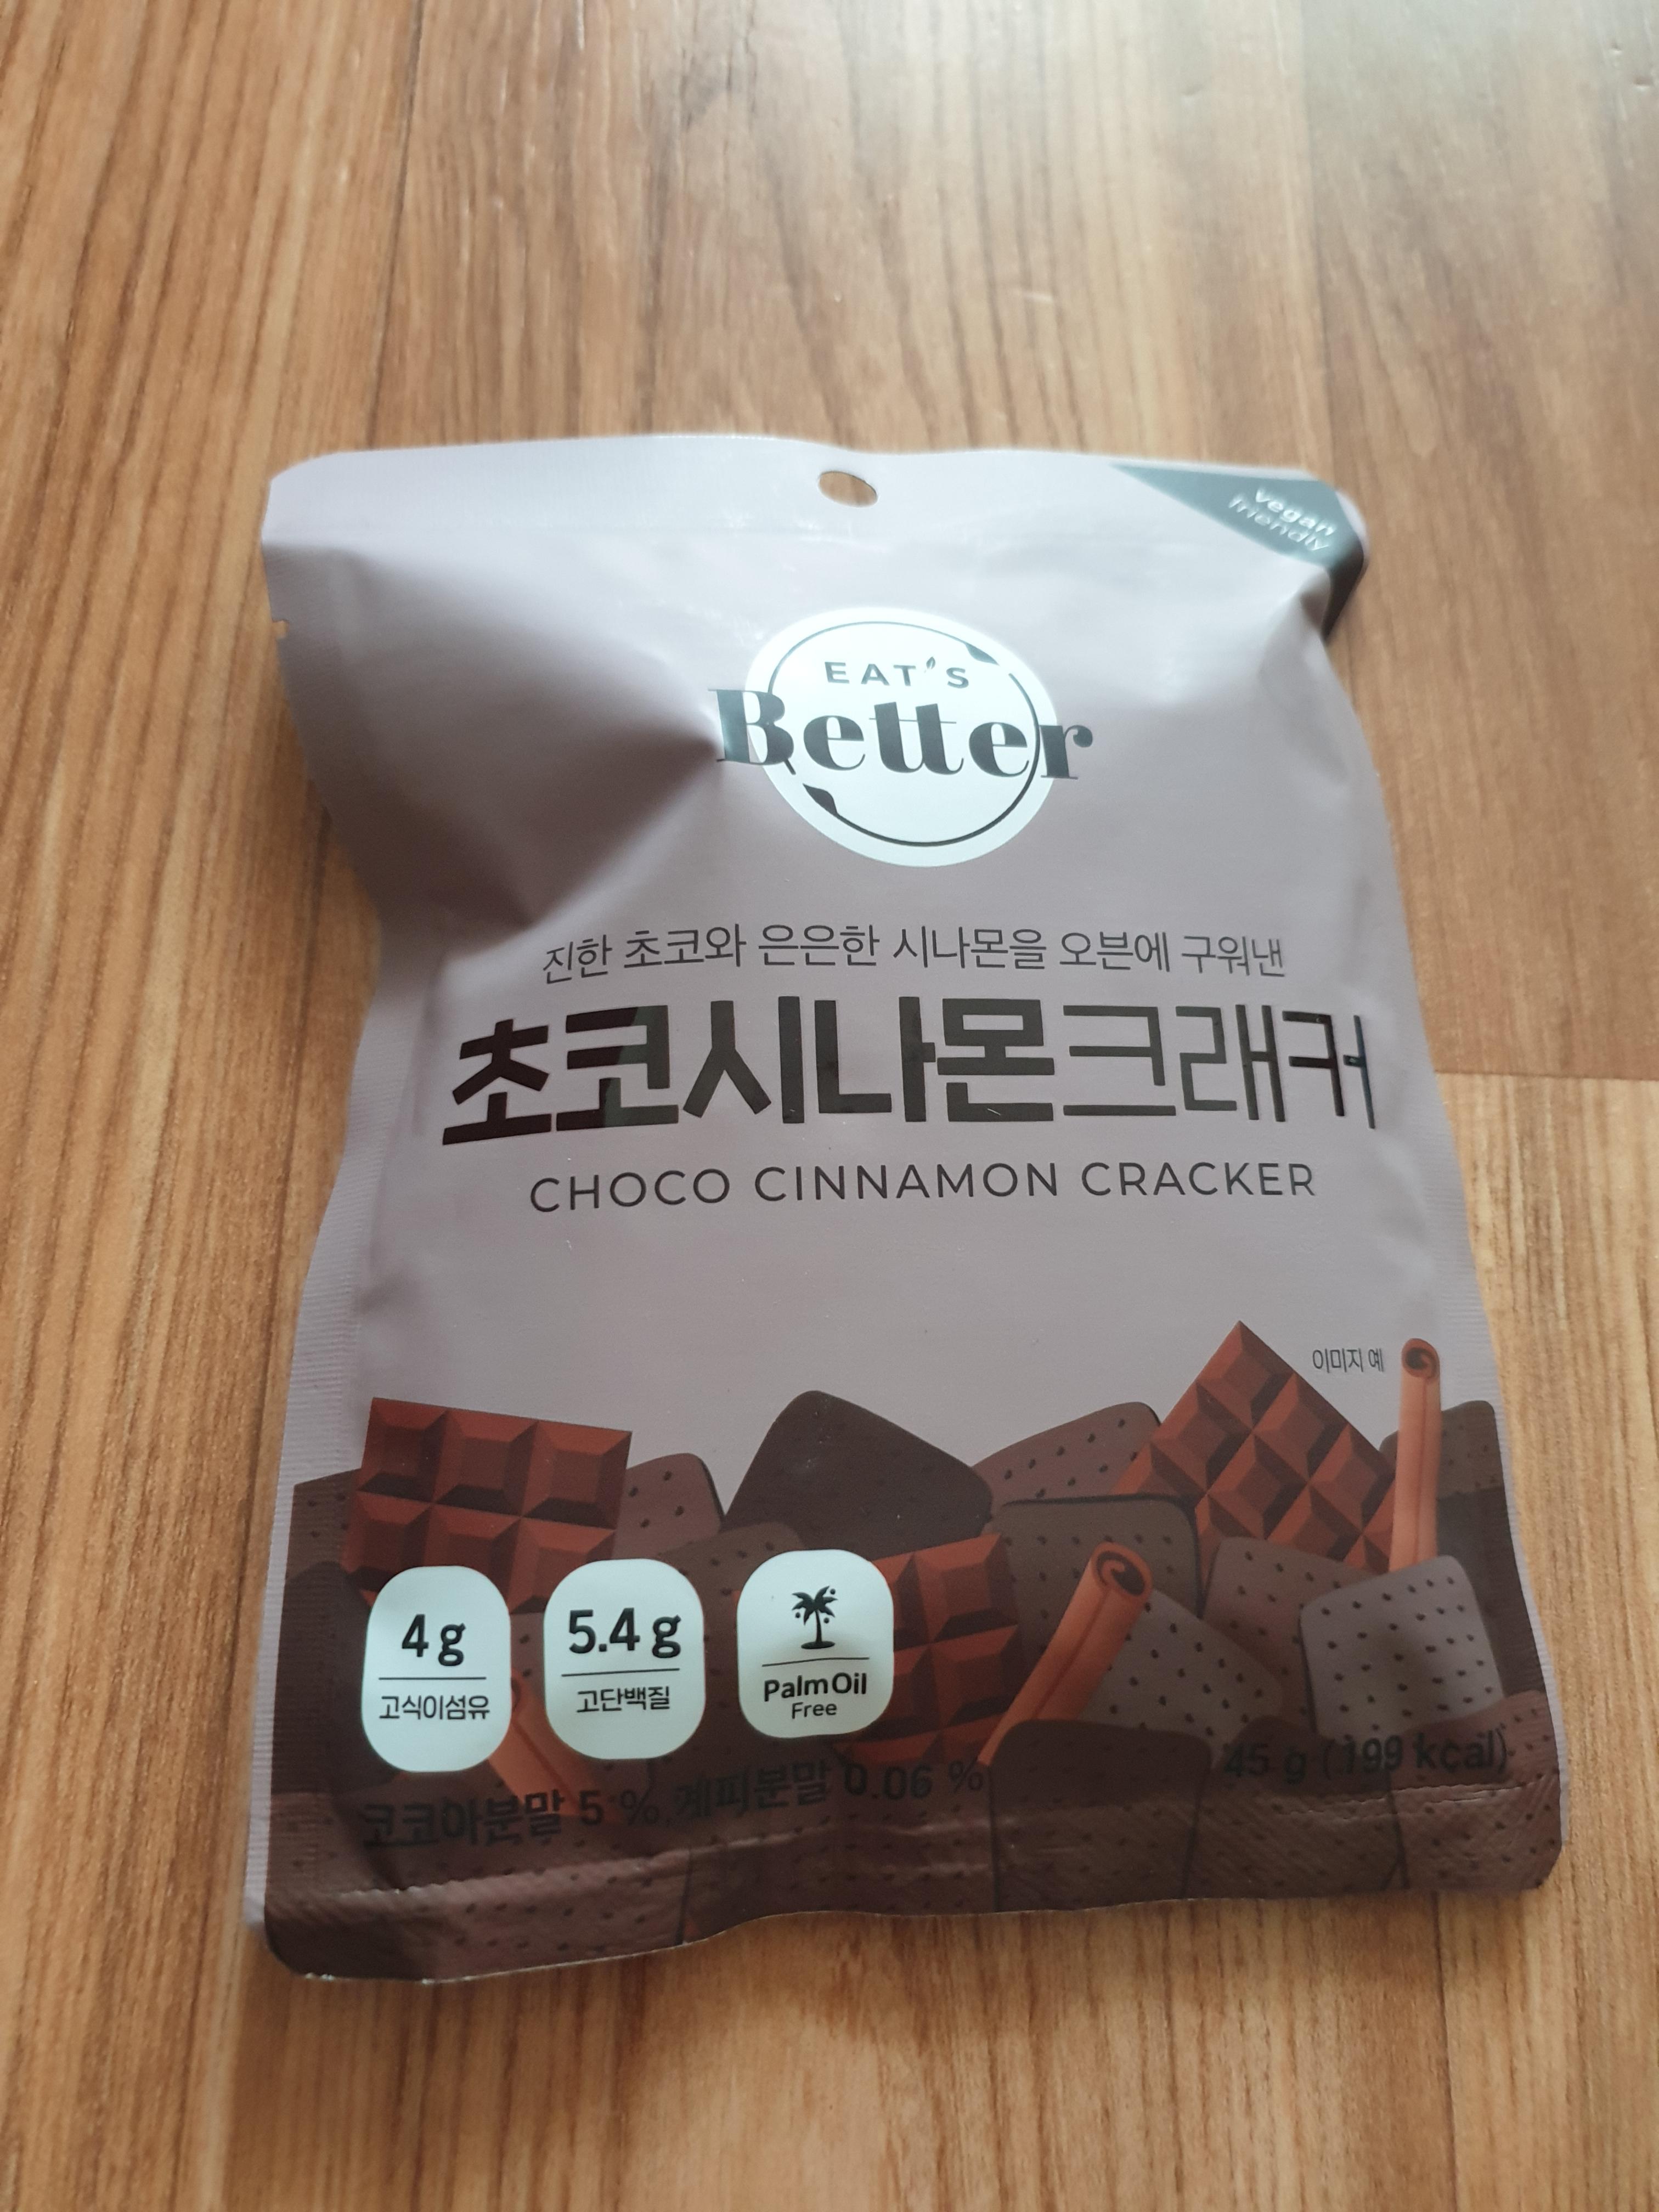 vegan
friendly
EAT'S
Better
진한 초코와 은은한 시나몬을 오븐에 구워낸
초코시나몬크래커
CHOCO CINNAMON CRACKER
이미지 예
4 g
고식이섬유
5.4 g
고단백질
Palm Oil
Free
코코아분말 5 %, 계피분말 0.06 %
45 g (199 kcal)